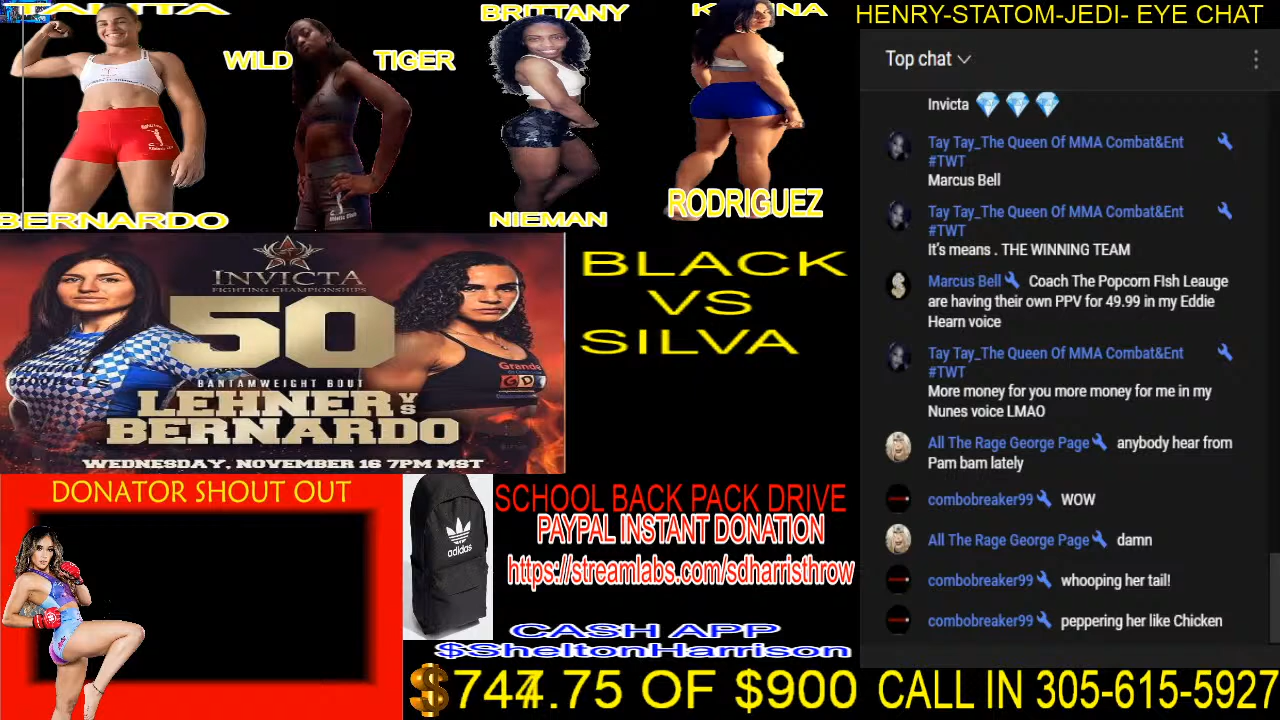 BRITTANY
WILD TIGER
BERNARDO
NIEMAN
RODRIGUEZ
INVICTA
FIGHTING CHAMPIONSHIPS
50
BANTAMWEIGHT BOUT
LEHNER VS
BERNARDO
WEDNESDAY, NOVEMBER 16 7PM MST
Grande
GD
BLACK
VS
SILVA
DONATOR SHOUT OUT
adidas
SCHOOL BACK PACK DRIVE
PAYPAL INSTANT DONATION
https://streamlabs.com/sdharristhrow
CASH APP
$SheltonHarrison
.75 OF $900
CALL IN 305-615-5927
HENRY-STATOM-JEDI- EYE CHAT
Top chat
Invicta 💎 💎 💎
Tay Tay_The Queen Of MMA Combat&Ent
#TWT
Marcus Bell
Tay Tay_The Queen Of MMA Combat&Ent
#TWT
It's means . THE WINNING TEAM
Marcus Bell Coach The Popcorn FIsh Leauge
are having their own PPV for 49.99 in my Eddie
Hearn voice
Tay Tay_The Queen Of MMA Combat&Ent
#TWT
More money for you more money for me in my
Nunes voice LMAO
All The Rage George Page anybody hear from
Pam bam lately
combobreaker99 WOW
All The Rage George Page damn
combobreaker99 whooping her tail!
combobreaker99 peppering her like Chicken